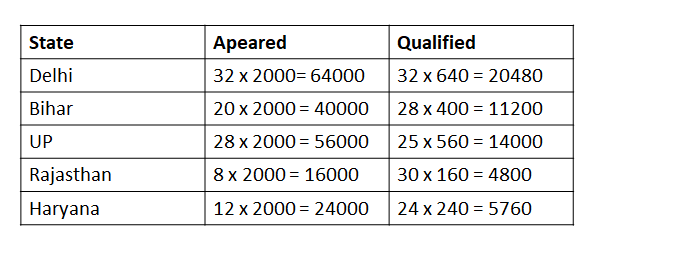 State Apeared Qualified
Delhi 32 x 2000= 64000 32 x 640 = 20480
Bihar 20 x 2000 = 40000 28 x 400 = 11200
UP 28 x 2000 = 56000 25 x 560 = 14000
Rajasthan 8 x 2000 = 16000 30 x 160 = 4800
Haryana 12 x 2000 = 24000 24 x 240 = 5760